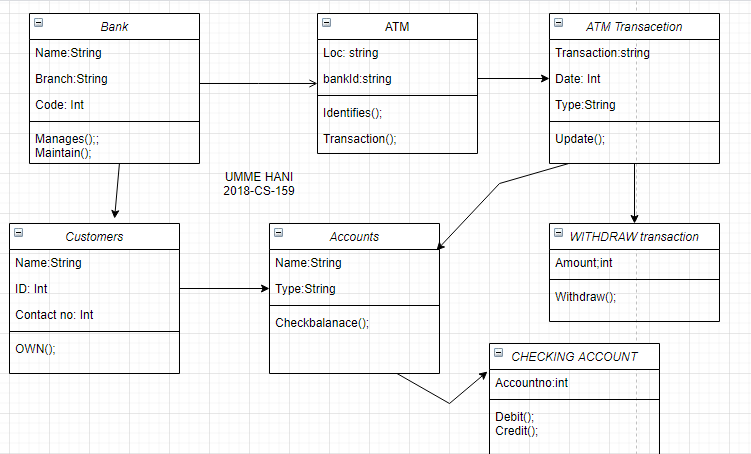 Bank
Name:String
Branch:String
Code: Int
Manages();;
Maintain();
ATM
Loc: string
bankId:string
Identifies();
Transaction();
ATM Transacetion
Transaction:string
Date: Int
Type:String
Update();
UMME HANI
2018-CS-159
Customers
Name:String
ID: Int
Contact no: Int
OWN();
Accounts
Name:String
Type:String
Checkbalanace();
WITHDRAW transaction
Amount;int
Withdraw();
CHECKING ACCOUNT
Accountno:int
Debit();
Credit();